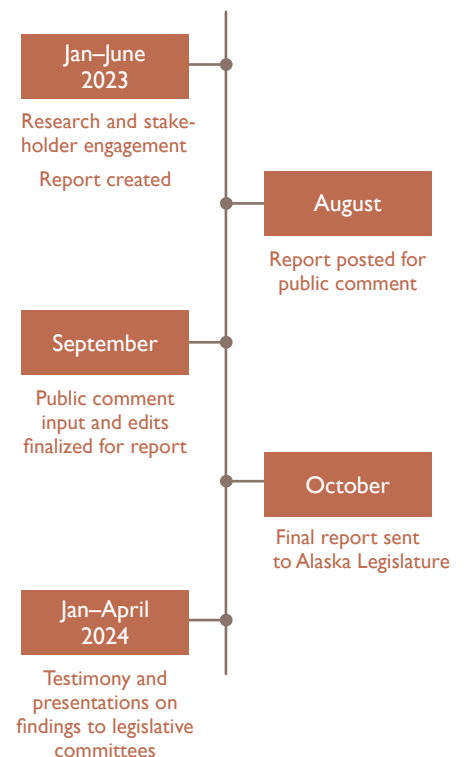 Jan–June
2023
Research and stake-
holder engagement
Report created
August
Report posted for
public comment
September
Public comment
input and edits
finalized for report
October
Final report sent
to Alaska Legislature
Jan–April
2024
Testimony and
presentations on
findings to legislative
committees